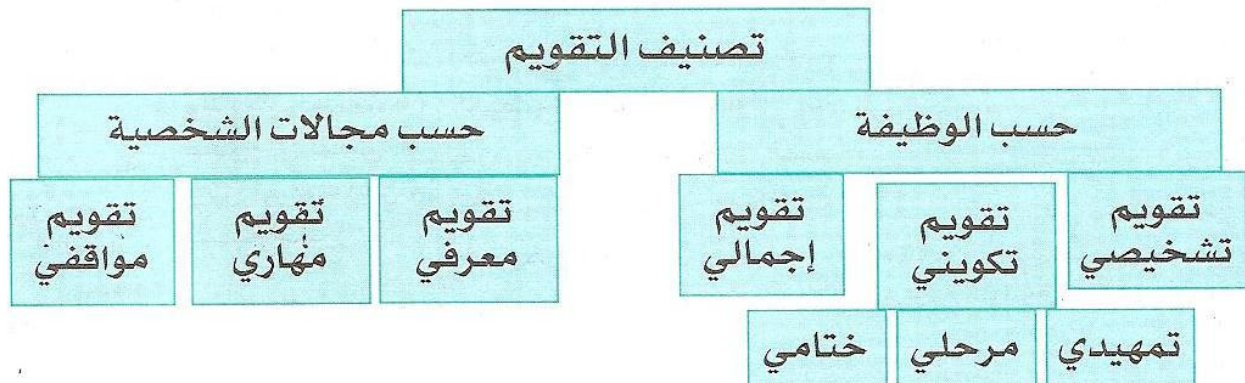 تصنيف التقويم
حسب الوظيفة
حسب مجالات الشخصية
تقويم
تشخيصي
تقويم
تكويني
تقويم
إجمالي
تقويم
معرفي
تقويم
مهاري
تقويم
مواقفي
تمهيدي
مرحلي
ختامي